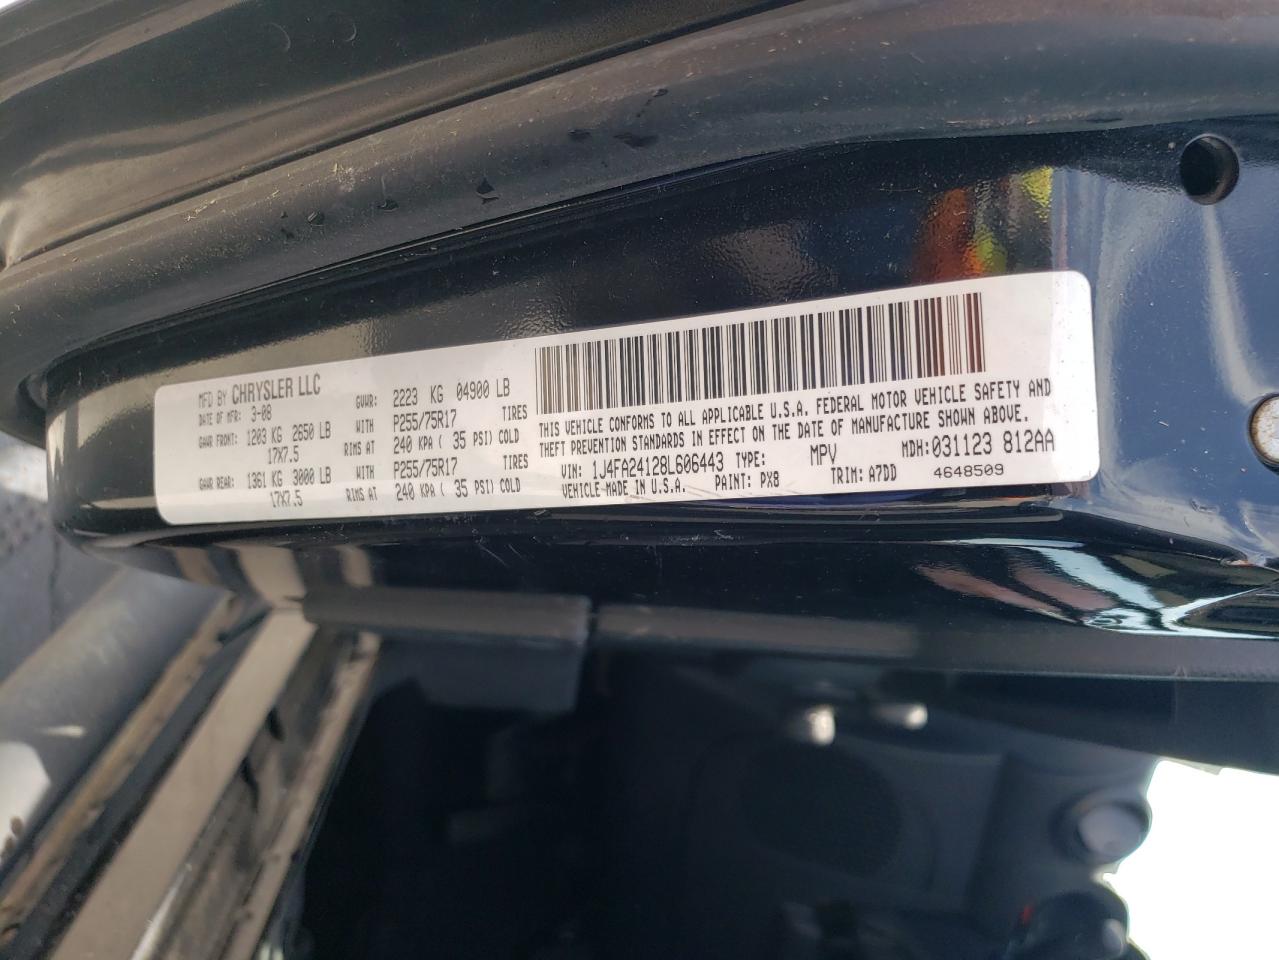 MFD BY CHRYSLER LLC
DATE OF MFR: 3-08 GVWR: 2223 KG 04900 LB
GAWR FRONT: 1203 KG 2650 LB WITH P255/75R17 TIRES
17X7.5 RIMS AT 240 KPA ( 35 PSI) COLD
GAWR REAR: 1361 KG 3000 LB WITH P255/75R17 TIRES
17X7.5 RIMS AT 240 KPA ( 35 PSI) COLD
THIS VEHICLE CONFORMS TO ALL APPLICABLE U.S.A. FEDERAL MOTOR VEHICLE SAFETY AND
THEFT PREVENTION STANDARDS IN EFFECT ON THE DATE OF MANUFACTURE SHOWN ABOVE.
VIN: 1J4FA24128L606443 TYPE: MPV MDH: 031123 812AA
VEHICLE MADE IN U.S.A. PAINT: PX8 TRIM: A7DD 4648509